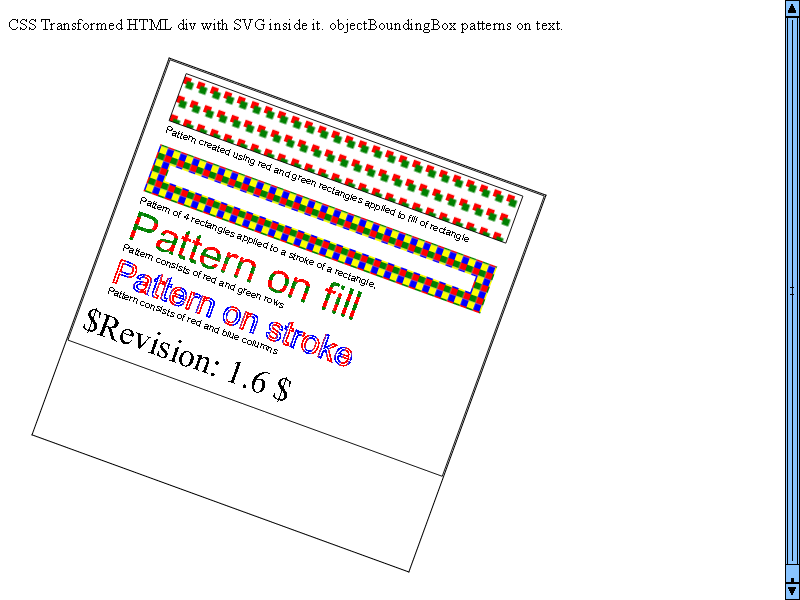 CSS Transformed HTML div with SVG inside it. objectBoundingBox patterns on text.
Pattern created using red and green rectangles applied to fill of rectangle
Pattern of 4 rectangles applied to a stroke of a rectangle.
Pattern on fill
Pattern consists of red and green rows
Pattern on stroke
Pattern consists of red and blue columns
$Revision: 1.6 $